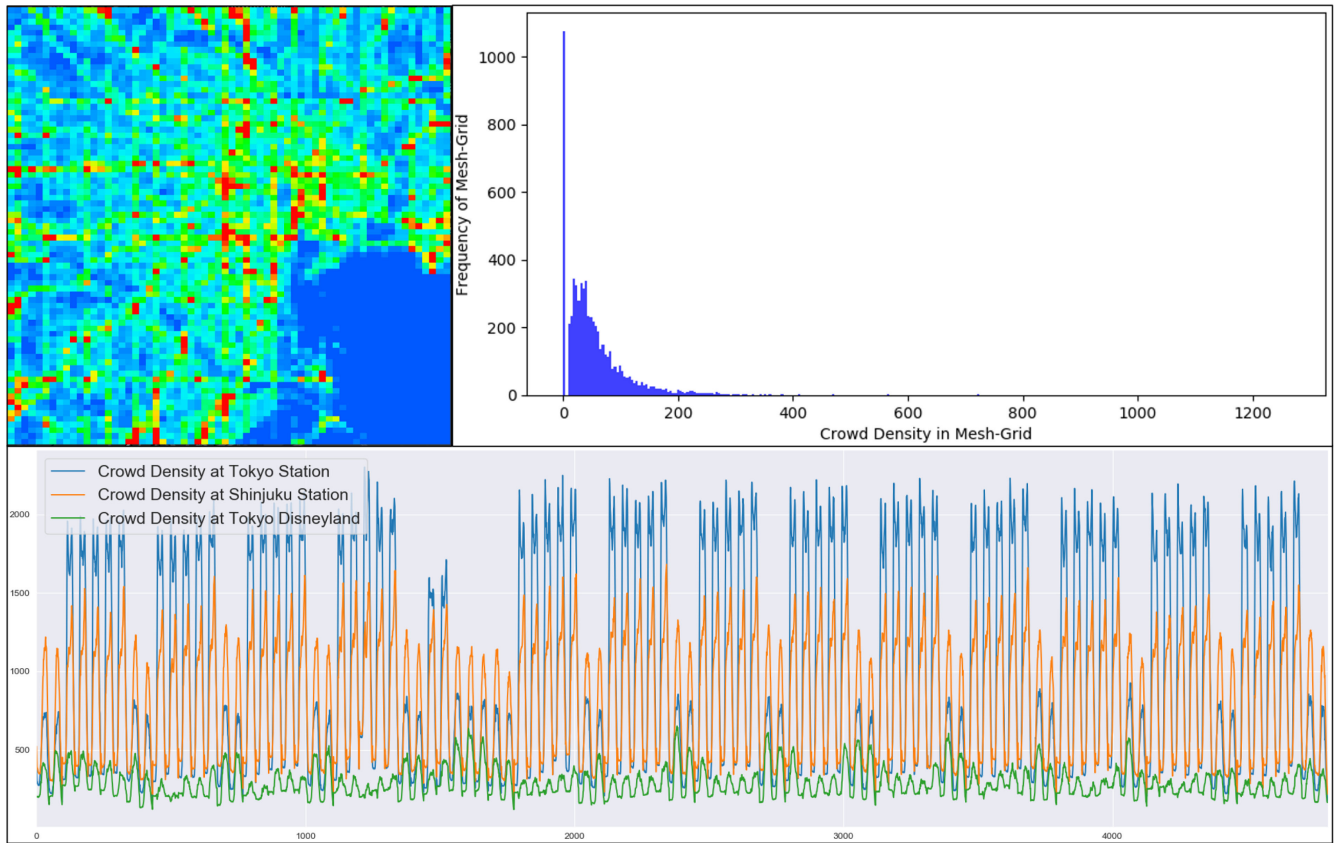 1000
800
600
400
200
0
Frequency of Mesh-Grid
0 200 400 600 800 1000 1200
Crowd Density in Mesh-Grid
Crowd Density at Tokyo Station
Crowd Density at Shinjuku Station
Crowd Density at Tokyo Disneyland
2000
1500
1000
500
0 1000 2000 3000 4000